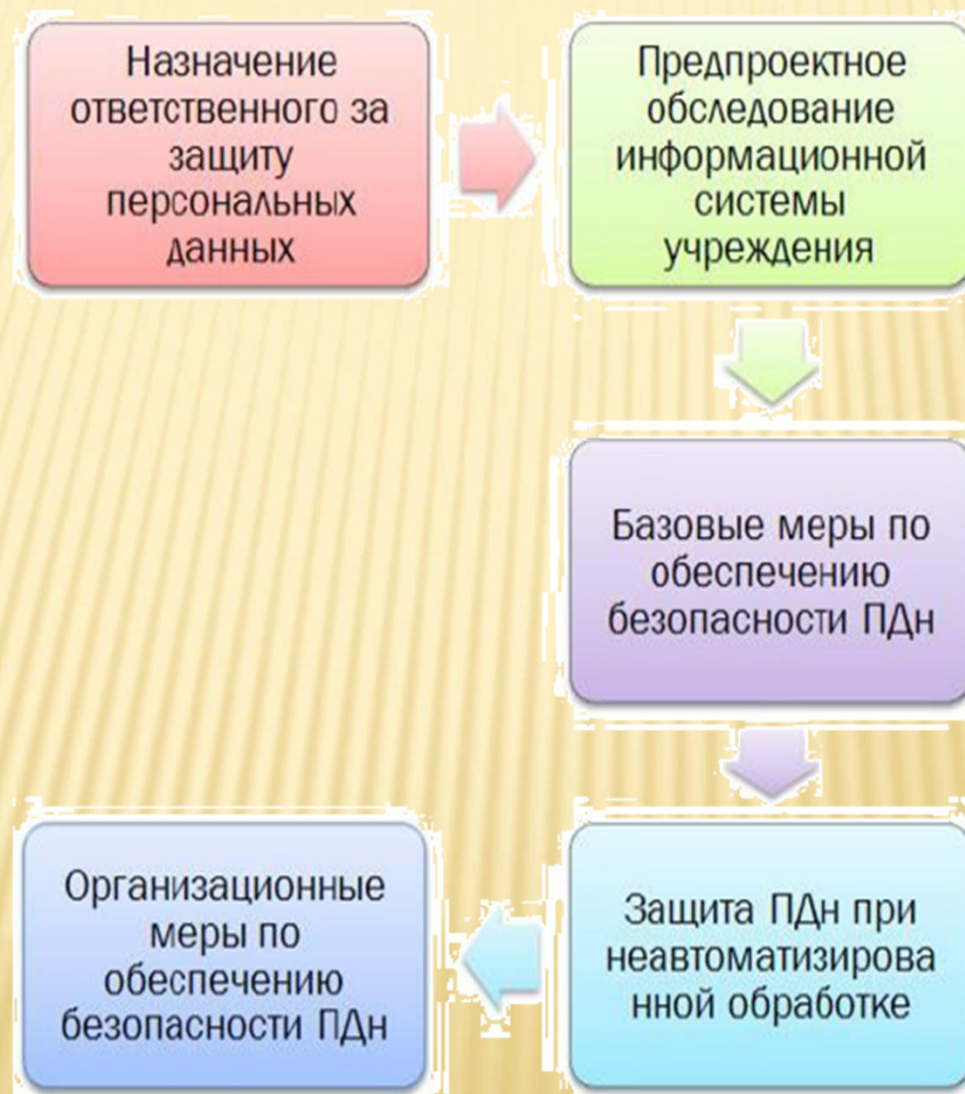 Назначение
ответственного за
защиту
персональных
данных
Предпроектное
обследование
информационной
системы
учреждения
Базовые меры по
обеспечению
безопасности ПДн
Защита ПДн при
неавтоматизирова
нной обработке
Организационные
меры по
обеспечению
безопасности ПДн